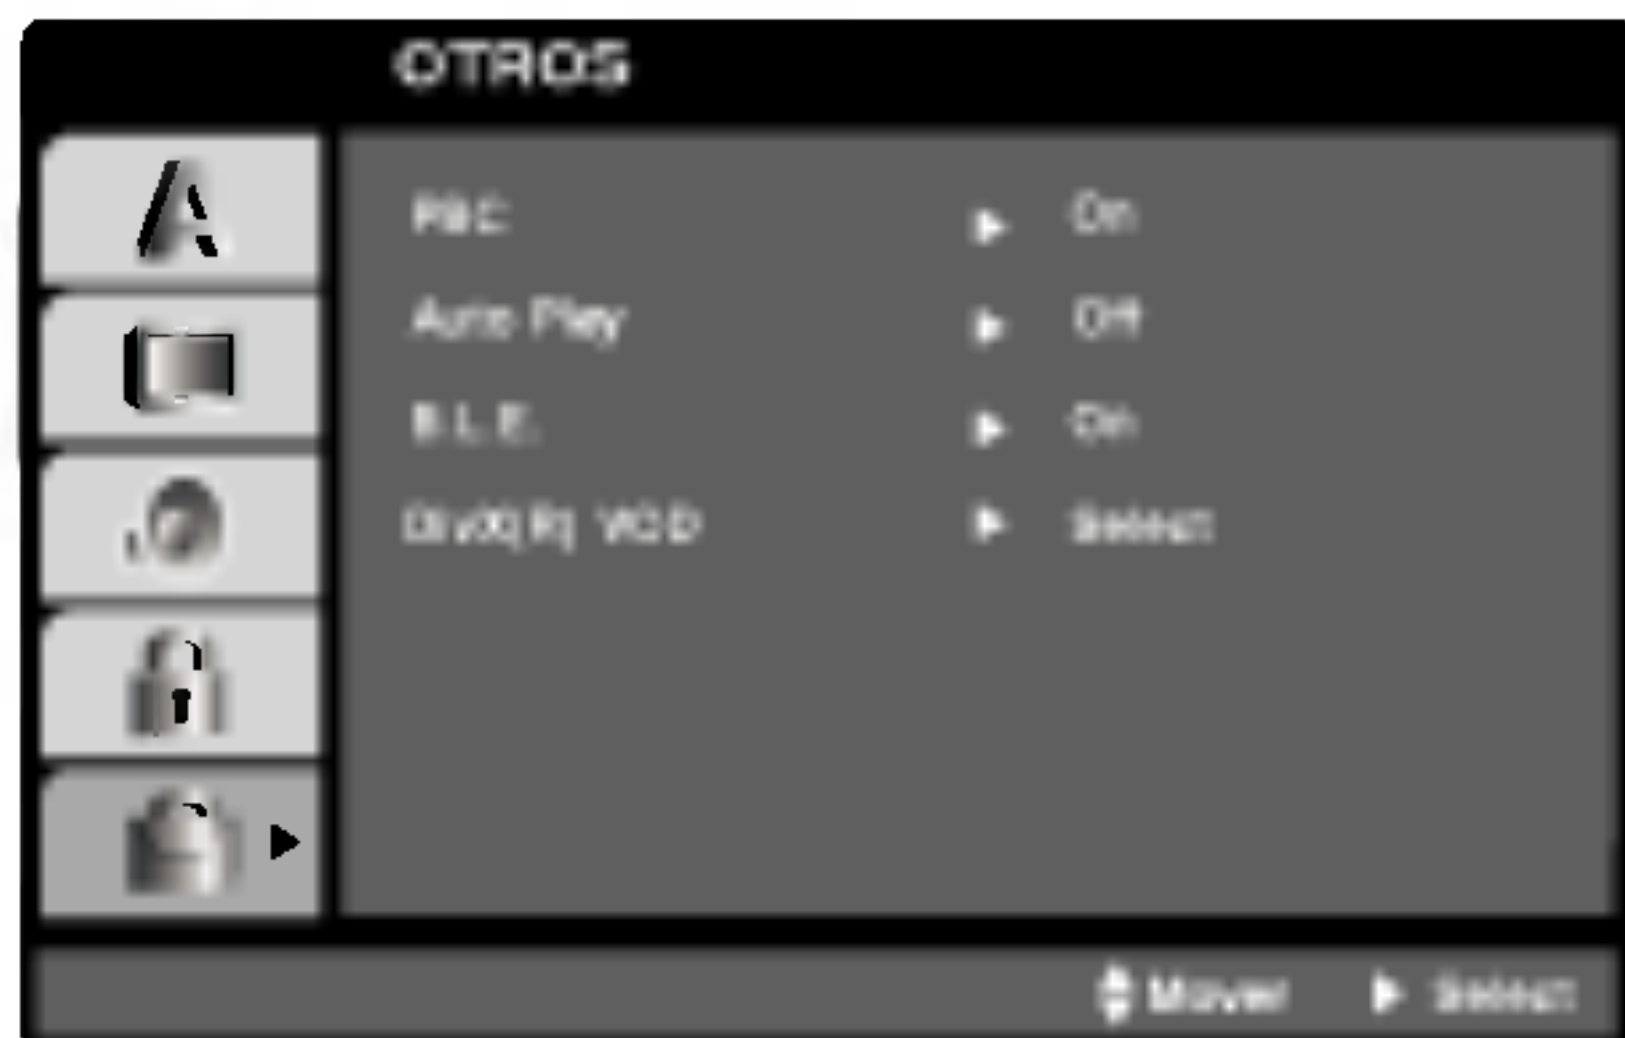 OTROS
PBC On
Auto Play Off
B.L.E. On
DivX(R) VOD Select
Mover Select